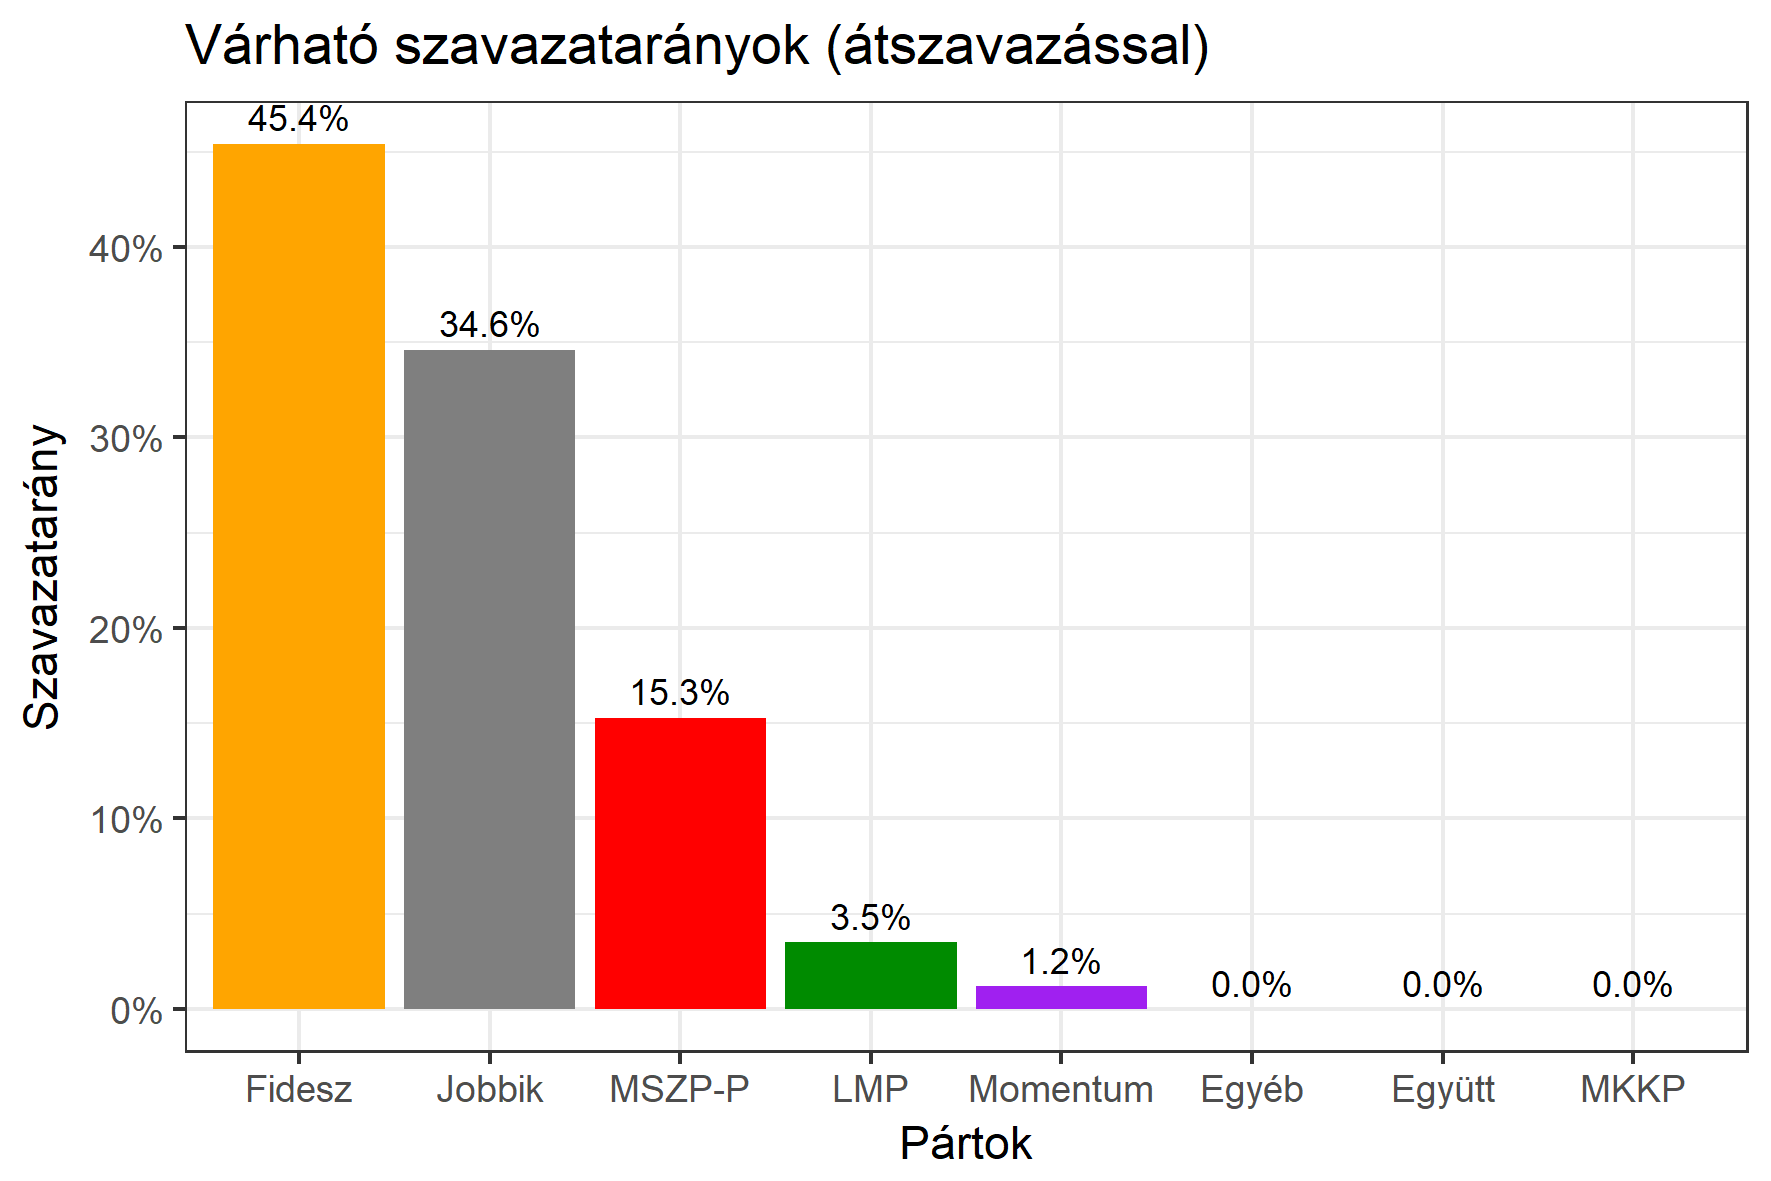 Várható szavazatarányok (átszavazással)
45.4%
34.6%
15.3%
3.5%
1.2%
0.0%
0.0%
0.0%
40%
30%
20%
10%
0%
Szavazatarány
Fidesz
Jobbik
MSZP-P
LMP
Momentum
Egyéb
Együtt
MKKP
Pártok